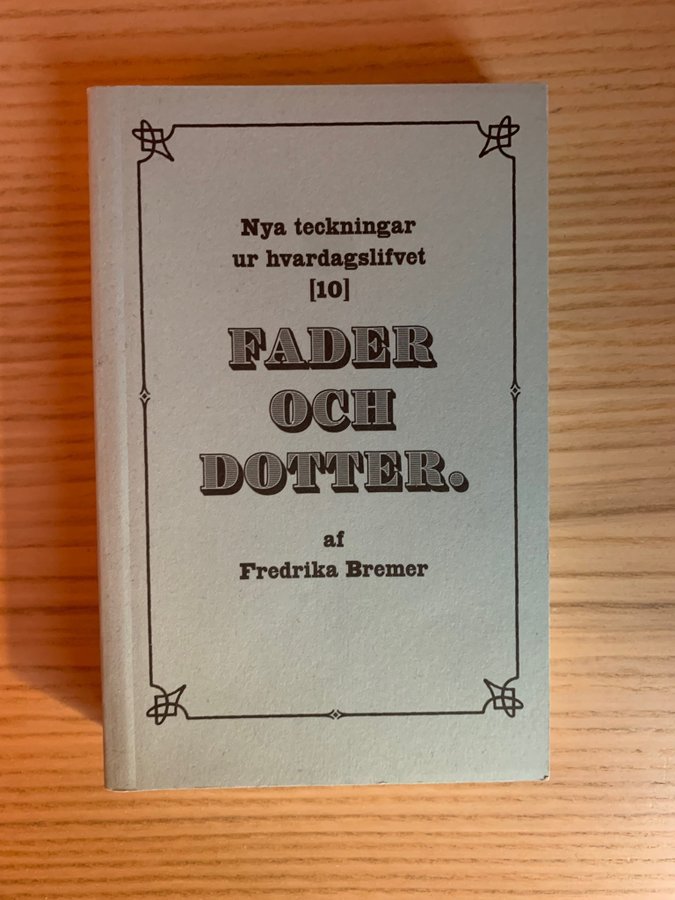 Nya teckningar
ur hvardagslifvet
[10]
FADER
OCH
DOTTER.
af
Fredrika Bremer